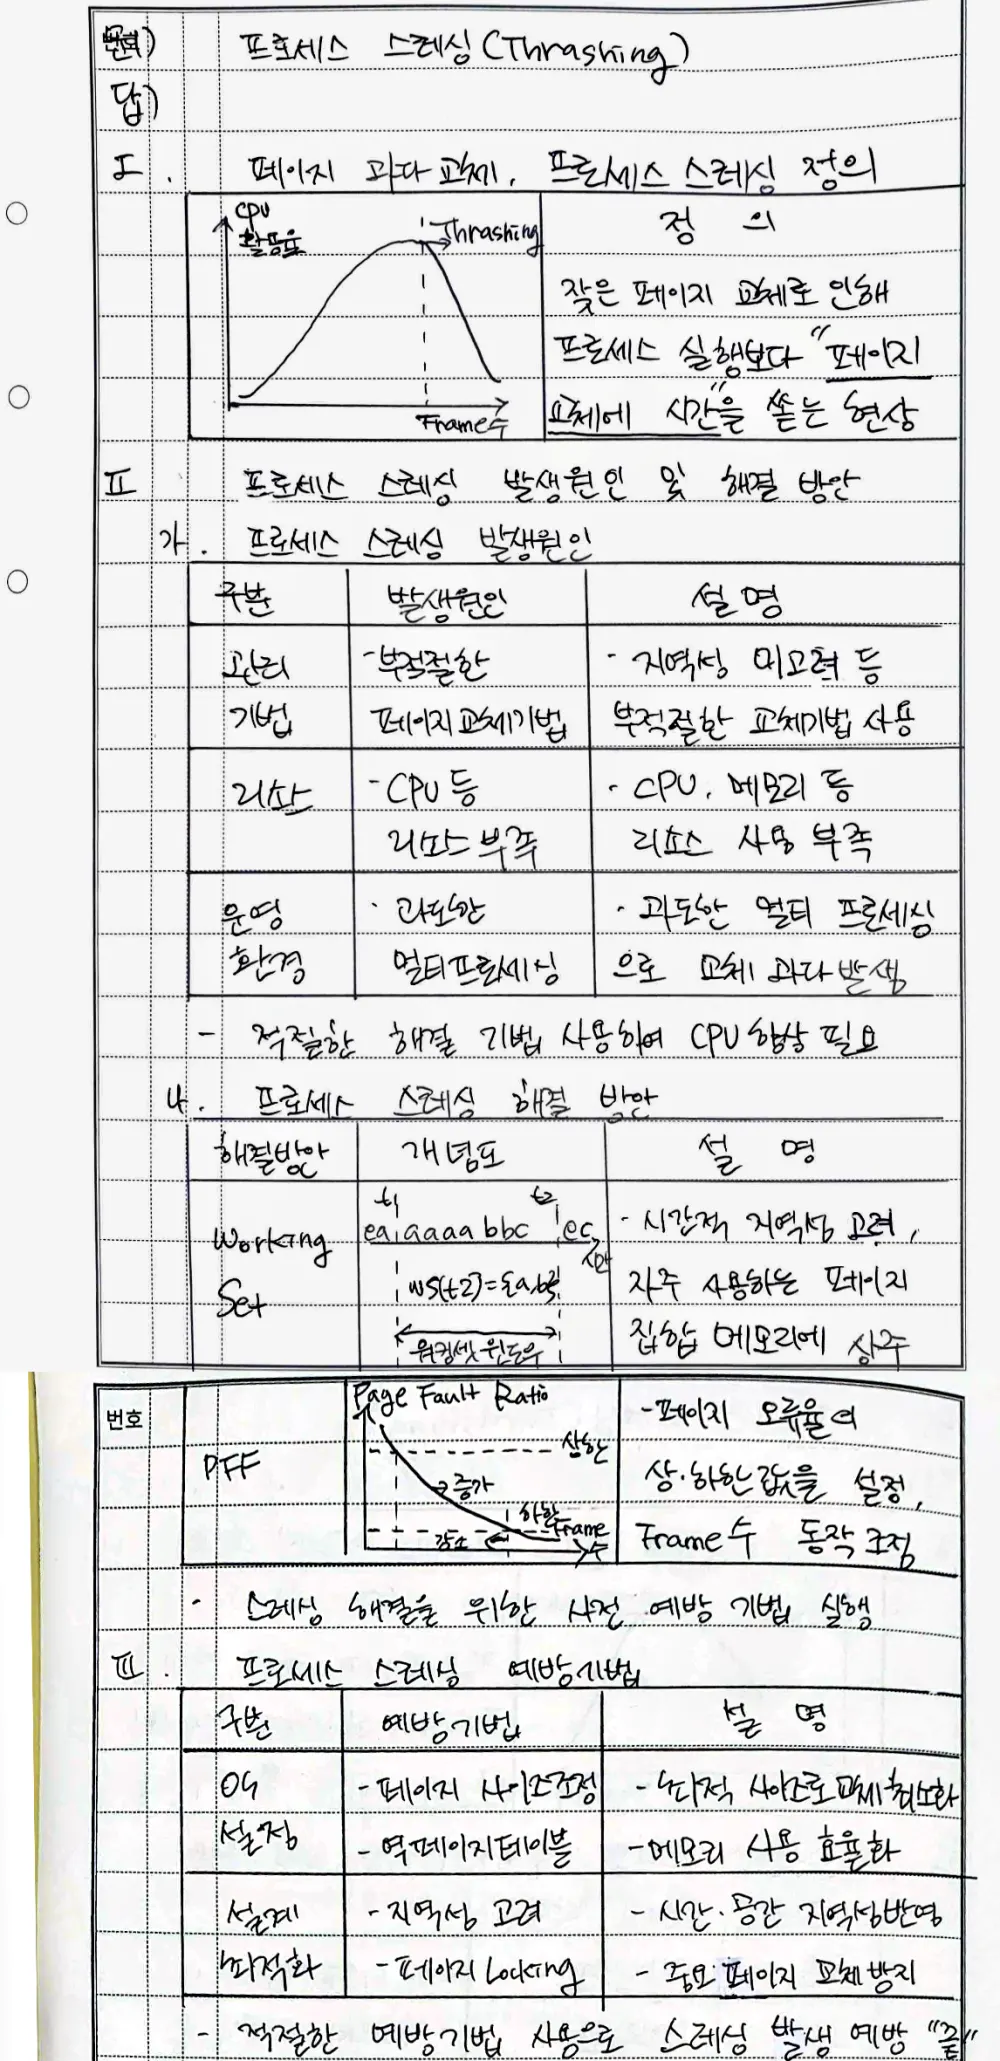 문제) 프로세스 스레싱(Thrashing)
답)
I. 페이지 과다 교체, 프로세스 스레싱 정의
CPU
활용율
Thrashing
Frame수
정 의
잦은 페이지 교체로 인해
프로세스 실행보다 "페이지
교체에 시간"을 쏟는 현상
II 프로세스 스레싱 발생원인 및 해결 방안
가. 프로세스 스레싱 발생원인
구분 발생원인 설명
관리 -부적절한 - 지역성 미고려 등
기법 페이지교체기법 부적절한 교체기법 사용
리소스 - CPU 등 - CPU, 메모리 등
리소스 부족 리소스 사용 부족
운영 · 과도한 · 과도한 멀티 프로세싱
환경 멀티프로세싱 으로 교체 과다발생
- 적절한 해결 기법 사용하여 CPU 향상 필요
나. 프로세스 스레싱 해결 방안
해결방안 개념도 설 명
t1 t2
ea aaaa bbc ec
시간
Working
Set
ws(t2)={a,b}
워킹셋 윈도우
- 시간적 지역성 고려,
자주 사용하는 페이지
집합 메모리에 상주
번호
PFF
Page Fault Ratio
상한
증가
하한
감소
Frame
수
-페이지 오류율의
상·하한값을 설정,
Frame수 동작 조정
- 스레싱 해결을 위한 사전 예방 기법 실행
III. 프로세스 스레싱 예방기법
구분 예방기법 설 명
OS - 페이지 사이즈조정 - 최적 사이즈로 교체 최소화
설정 - 역페이지테이블 -메모리 사용 효율화
설계 - 지역성 고려 - 시간·공간 지역성반영
최적화 - 페이지 Locking - 중요 페이지 교체 방지
- 적절한 예방기법 사용으로 스레싱 발생 예방 "끝"